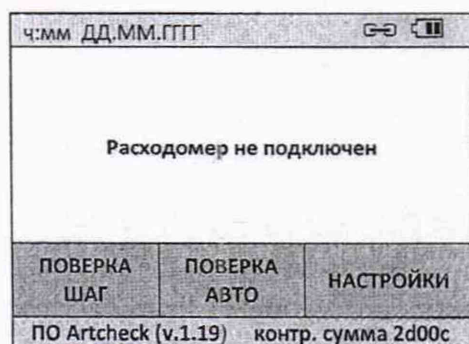 ч:мм ДД.ММ.ГГГГ
Расходомер не подключен
ПОВЕРКА ШАГ
ПОВЕРКА АВТО
НАСТРОЙКИ
ПО Artcheck (v.1.19) контр. сумма 2d00c